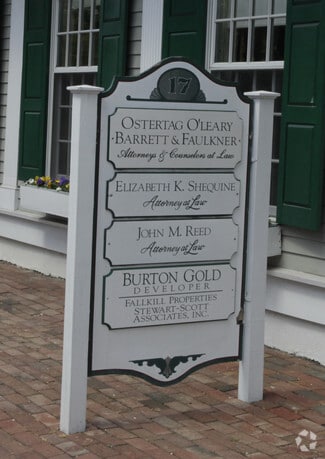 17
OSTERTAG O'LEARY
·BARRETT & FAULKNER·
Attorneys & Counselors at Law
ELIZABETH K. SHEQUINE
Attorney at Law
JOHN M. REED
Attorney at Law
BURTON GOLD
DEVELOPER
FALLKILL PROPERTIES
STEWART-SCOTT
ASSOCIATES, INC.
17